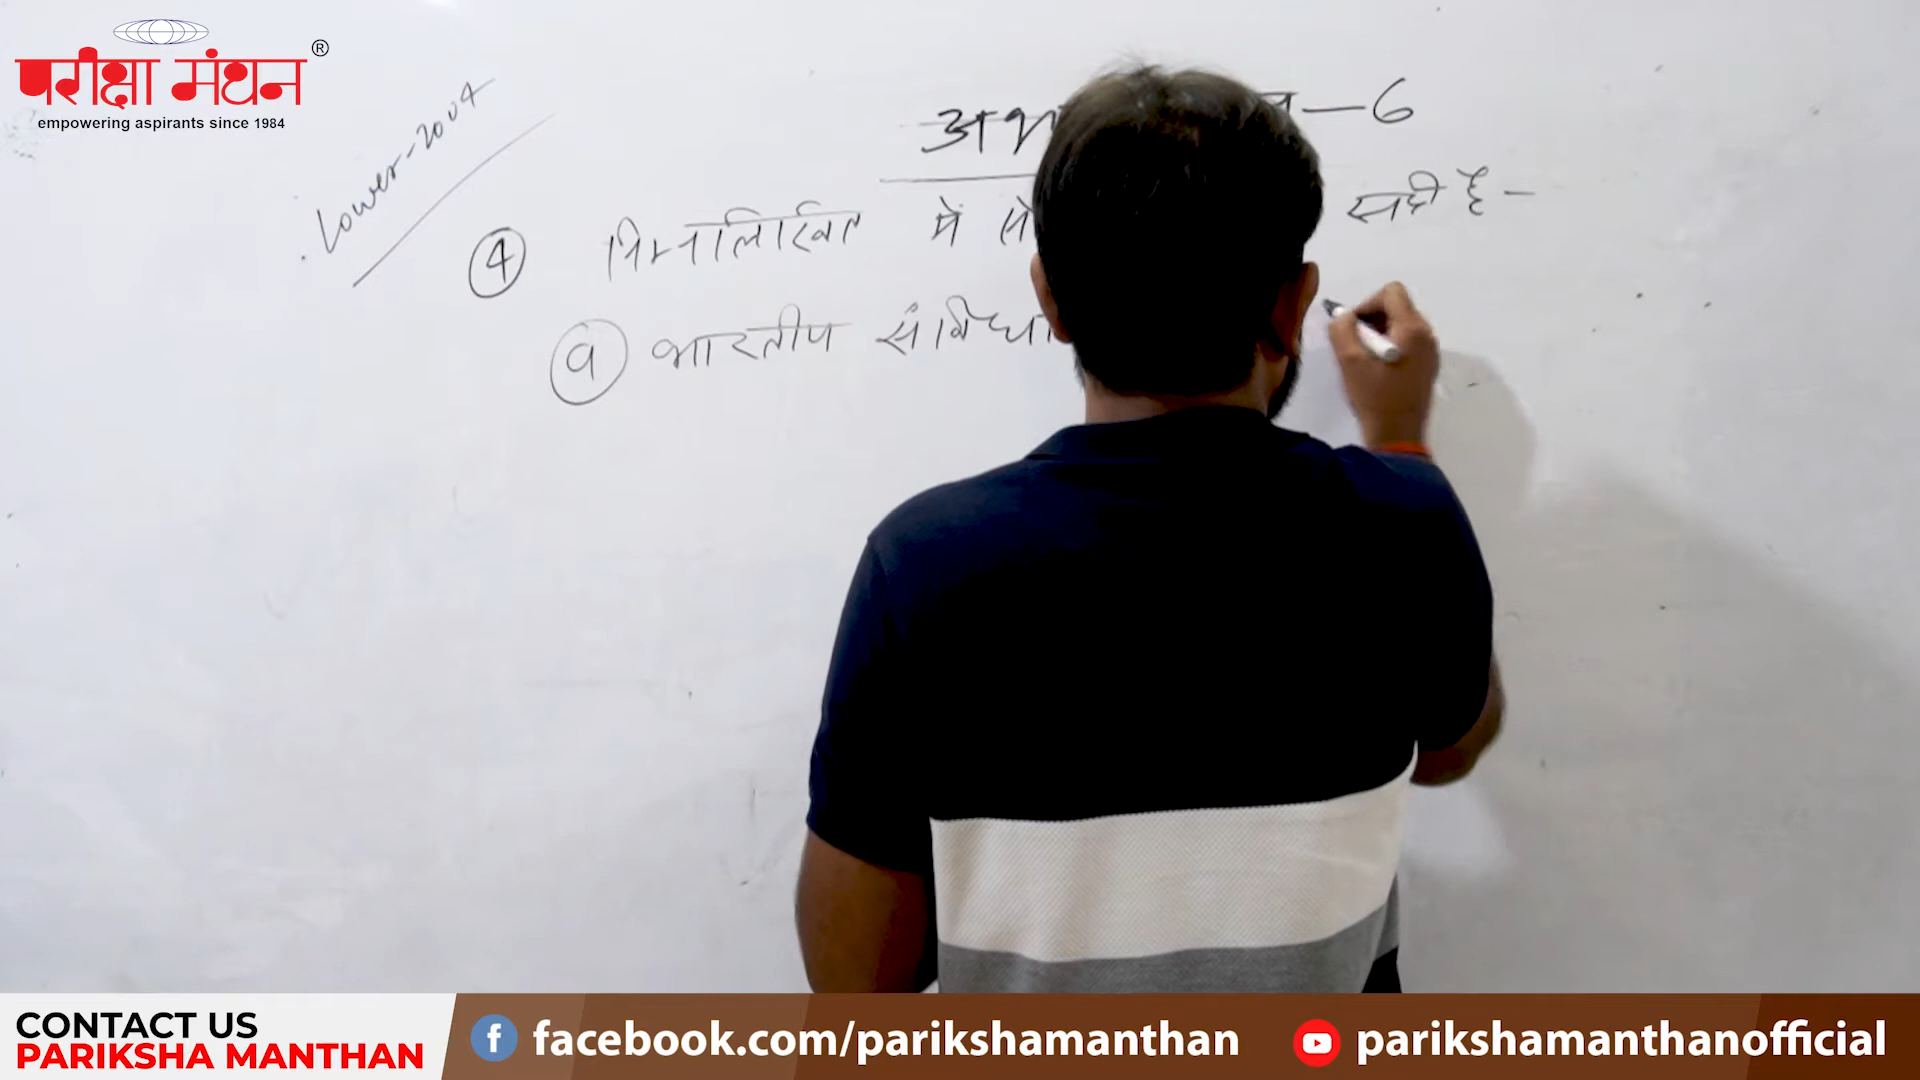 परीक्षा मंथन ®
empowering aspirants since 1984
Lower-2004
- 6
④ निम्नलिखित में से सही है -
ⓐ भारतीय
CONTACT US
PARIKSHA MANTHAN
facebook.com/parikshamanthan
parikshamanthanofficial